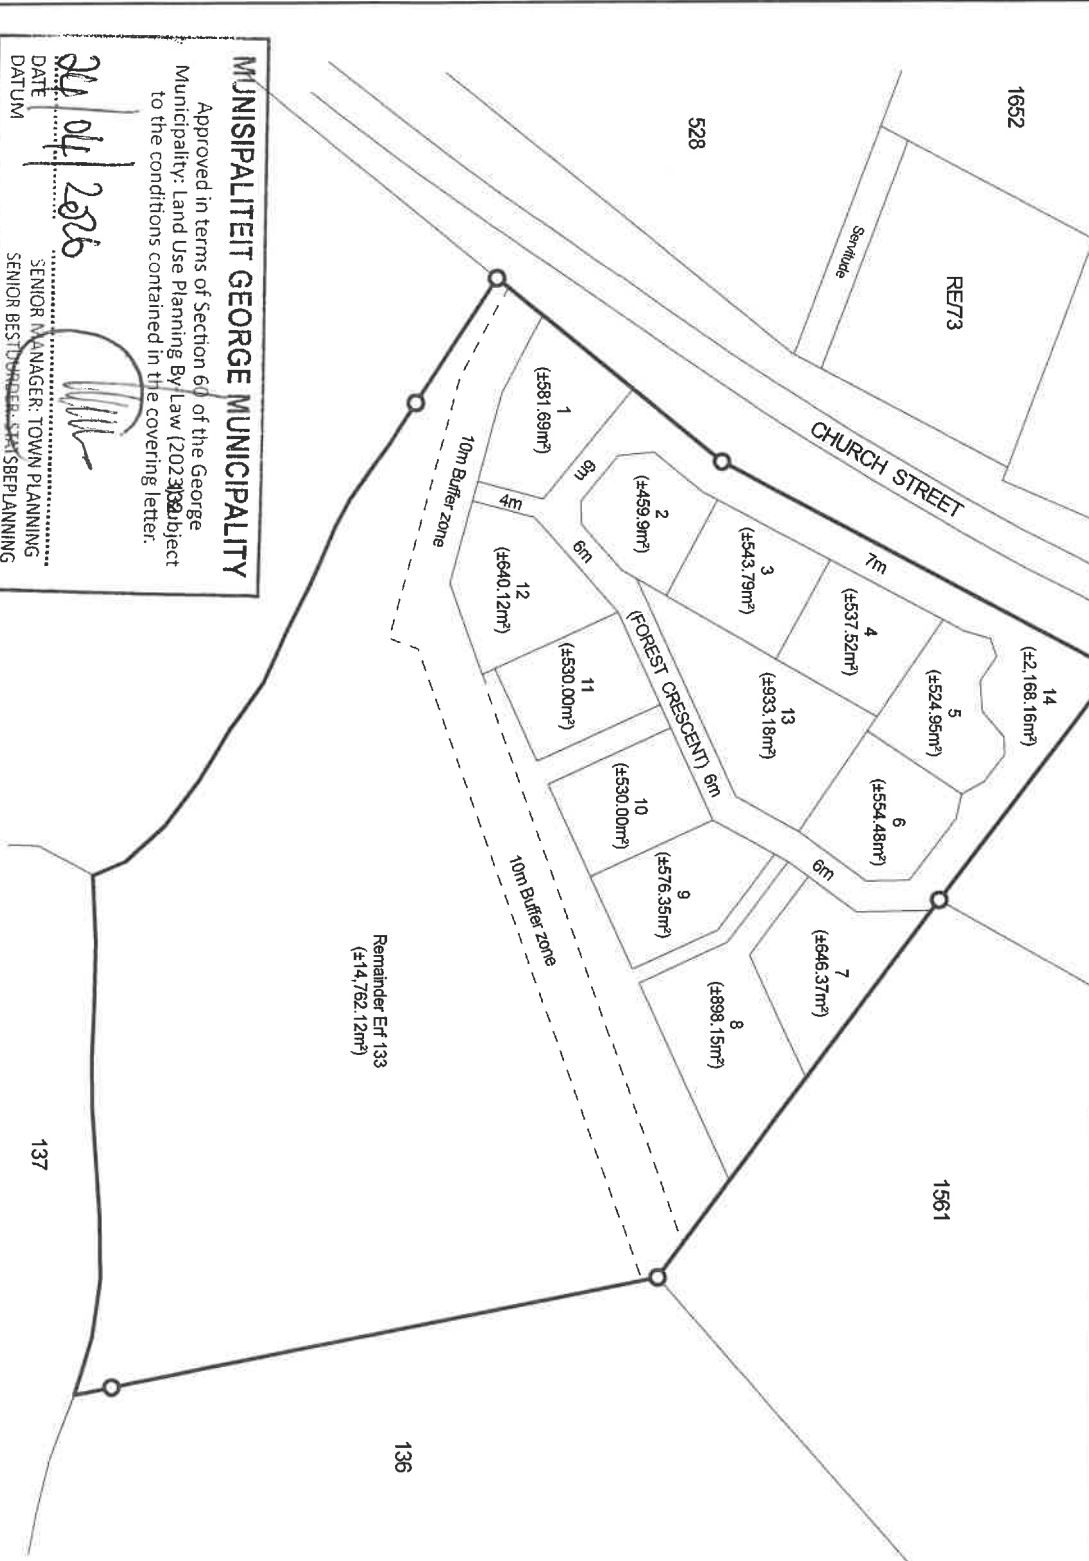 MUNISIPALITEIT GEORGE MUNICIPALITY
Approved in terms of Section 60 of the George
Municipality: Land Use Planning By-Law (2023) subject
to the conditions contained in the covering letter.
DATE
DATUM
SENIOR MANAGER: TOWN PLANNING
SENIOR BESTUURDER: STADSBEPLANNING
132
1652
528
RE/73
Servitude
CHURCH STREET
1
(±581.69m²)
6m
2
(±459.9m²)
3
(±543.79m²)
7m
4
(±537.52m²)
5
(±524.95m²)
14
(±2,168.16m²)
10m Buffer zone
4m
6m
12
(±640.12m²)
(FOREST CRESCENT)
6m
13
(±933.18m²)
6
(±554.48m²)
11
(±530.00m²)
10
(±530.00m²)
9
(±576.35m²)
6m
7
(±646.37m²)
8
(±898.15m²)
10m Buffer zone
Remainder Erf 133
(±14,762.12m²)
137
1561
136